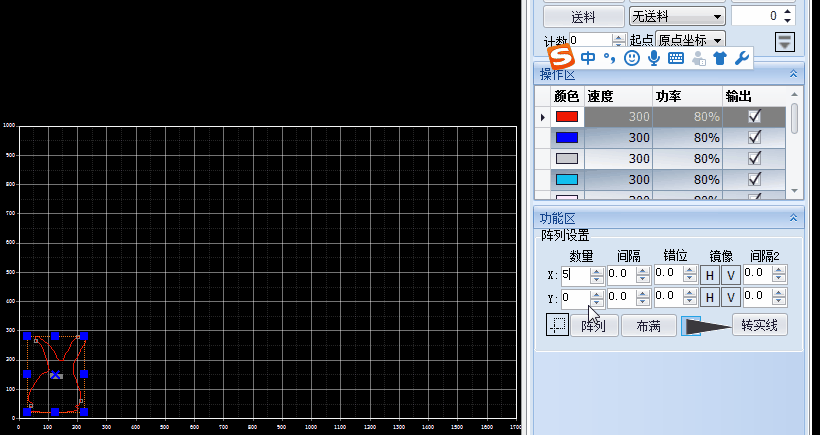 送料 无送料 0
计数 0 起点 原点坐标
中
操作区
颜色 速度 功率 输出
300 80%
300 80%
300 80%
300 80%
功能区
阵列设置
数量 间隔 错位 镜像 间隔2
X: 5 0.0 0.0 H V 0.0
Y: 0 0.0 0.0 H V 0.0
阵列 布满 转实线
1000
900
800
700
600
500
400
300
200
100
0
0 100 200 300 400 500 600 700 800 900 1000 1100 1200 1300 1400 1500 1600 1700